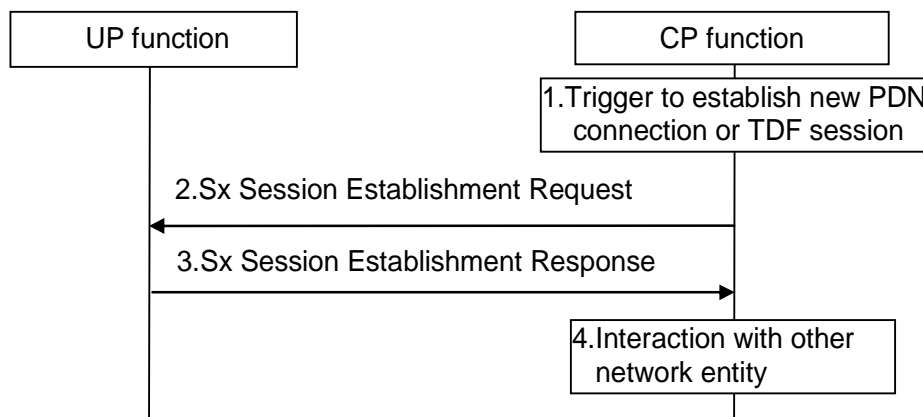 UP function
CP function
1.Trigger to establish new PDN
connection or TDF session
2.Sx Session Establishment Request
3.Sx Session Establishment Response
4.Interaction with other
network entity